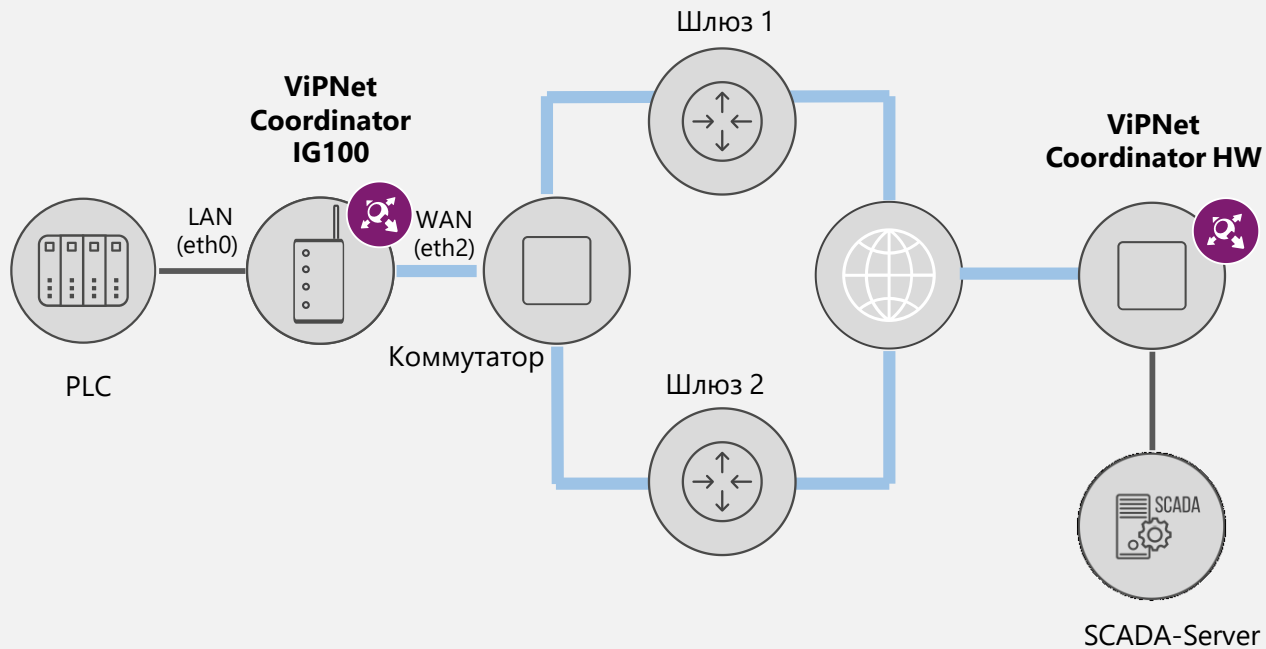 Шлюз 1
ViPNet
Coordinator
IG100
ViPNet
Coordinator HW
LAN
(eth0)
WAN
(eth2)
Коммутатор
PLC
Шлюз 2
SCADA
SCADA-Server